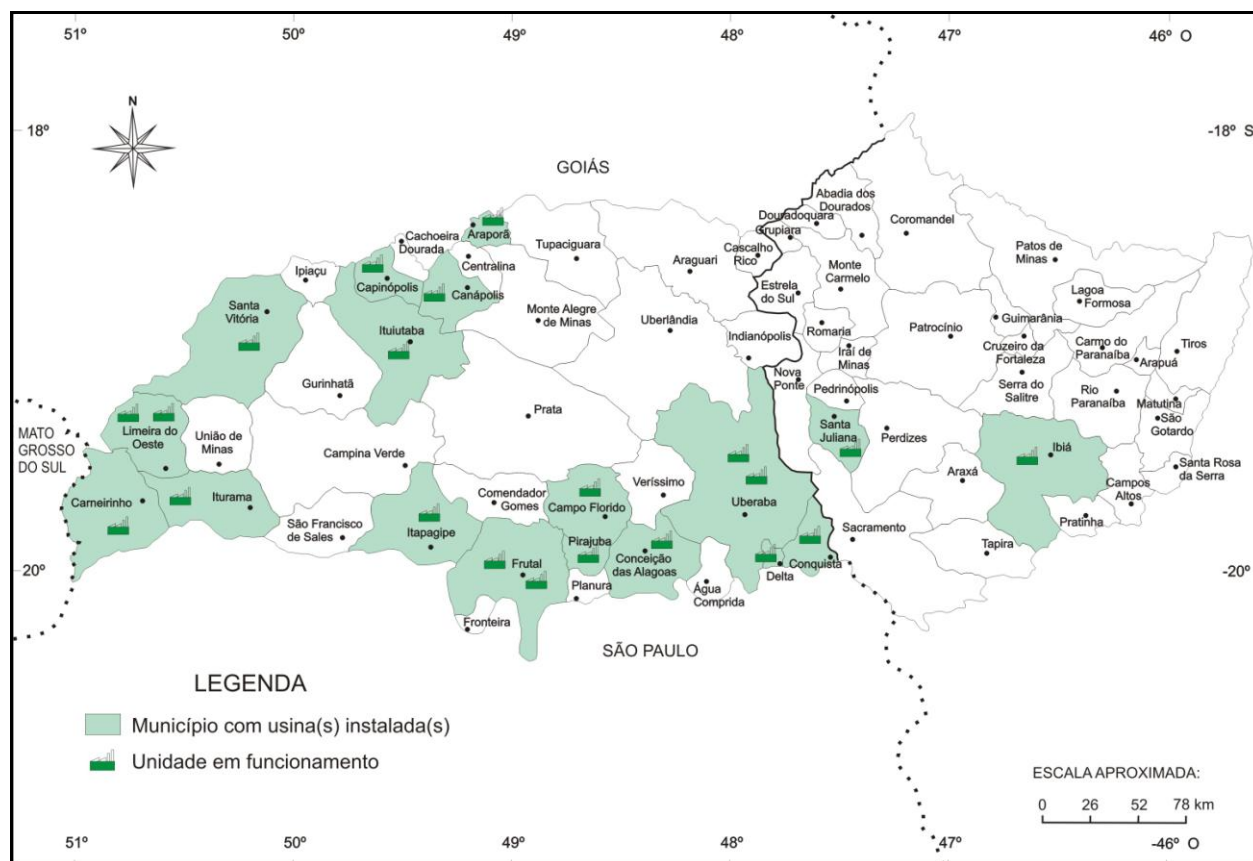 51º
50º
49º
48º
47º
46º O
N
18º
-18º S
GOIÁS
Abadia dos
Dourados
Douradoquara
Grupiara
Coromandel
Araporã
Cachoeira
Dourada
Tupaciguara
Cascalho
Rico
Patos de
Minas
Ipiaçu
Centralina
Araguari
Capinópolis
Canápolis
Estrela
do Sul
Monte
Carmelo
Lagoa
Formosa
Santa
Vitória
Monte Alegre
de Minas
Uberlândia
Guimarânia
Ituiutaba
Indianópolis
Romaria
Patrocínio
Cruzeiro da
Fortaleza
Carmo do
Paranaíba
Tiros
Iraí de
Minas
Arapuá
Gurinhatã
Nova
Ponte
Pedrinópolis
Serra do
Salitre
Rio
Paranaíba
Matutina
Prata
Santa
Juliana
São
Gotardo
MATO
GROSSO
DO SUL
Limeira do
Oeste
União de
Minas
Perdizes
Campina Verde
Ibiá
Santa Rosa
da Serra
Araxá
Carneirinho
Iturama
Comendador
Gomes
Campo Florido
Veríssimo
Uberaba
Campos
Altos
São Francisco
de Sales
Itapagipe
Pirajuba
Sacramento
Pratinha
Tapira
Frutal
Conceição
das Alagoas
Conquista
20º
-20º
Delta
Planura
Água
Comprida
Fronteira
SÃO PAULO
LEGENDA
Município com usina(s) instalada(s)
Unidade em funcionamento
ESCALA APROXIMADA:
0 26 52 78 km
51º
50º
49º
48º
47º
-46º O